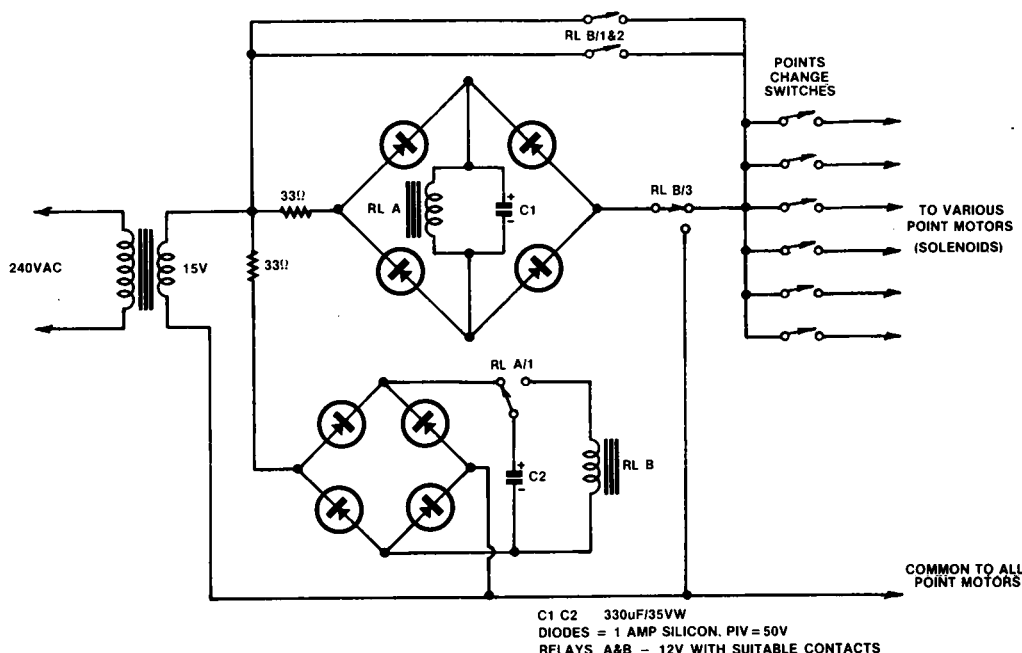 RL B/1&2
POINTS
CHANGE
SWITCHES
33Ω
RL A
+
C1
-
RL B/3
TO VARIOUS
POINT MOTORS
(SOLENOIDS)
240VAC
15V
33Ω
RL A/1
+
C2
-
RL B
COMMON TO ALL
POINT MOTORS
C1 C2 330uF/35VW
DIODES = 1 AMP SILICON. PIV = 50V
RELAYS A&B - 12V WITH SUITABLE CONTACTS